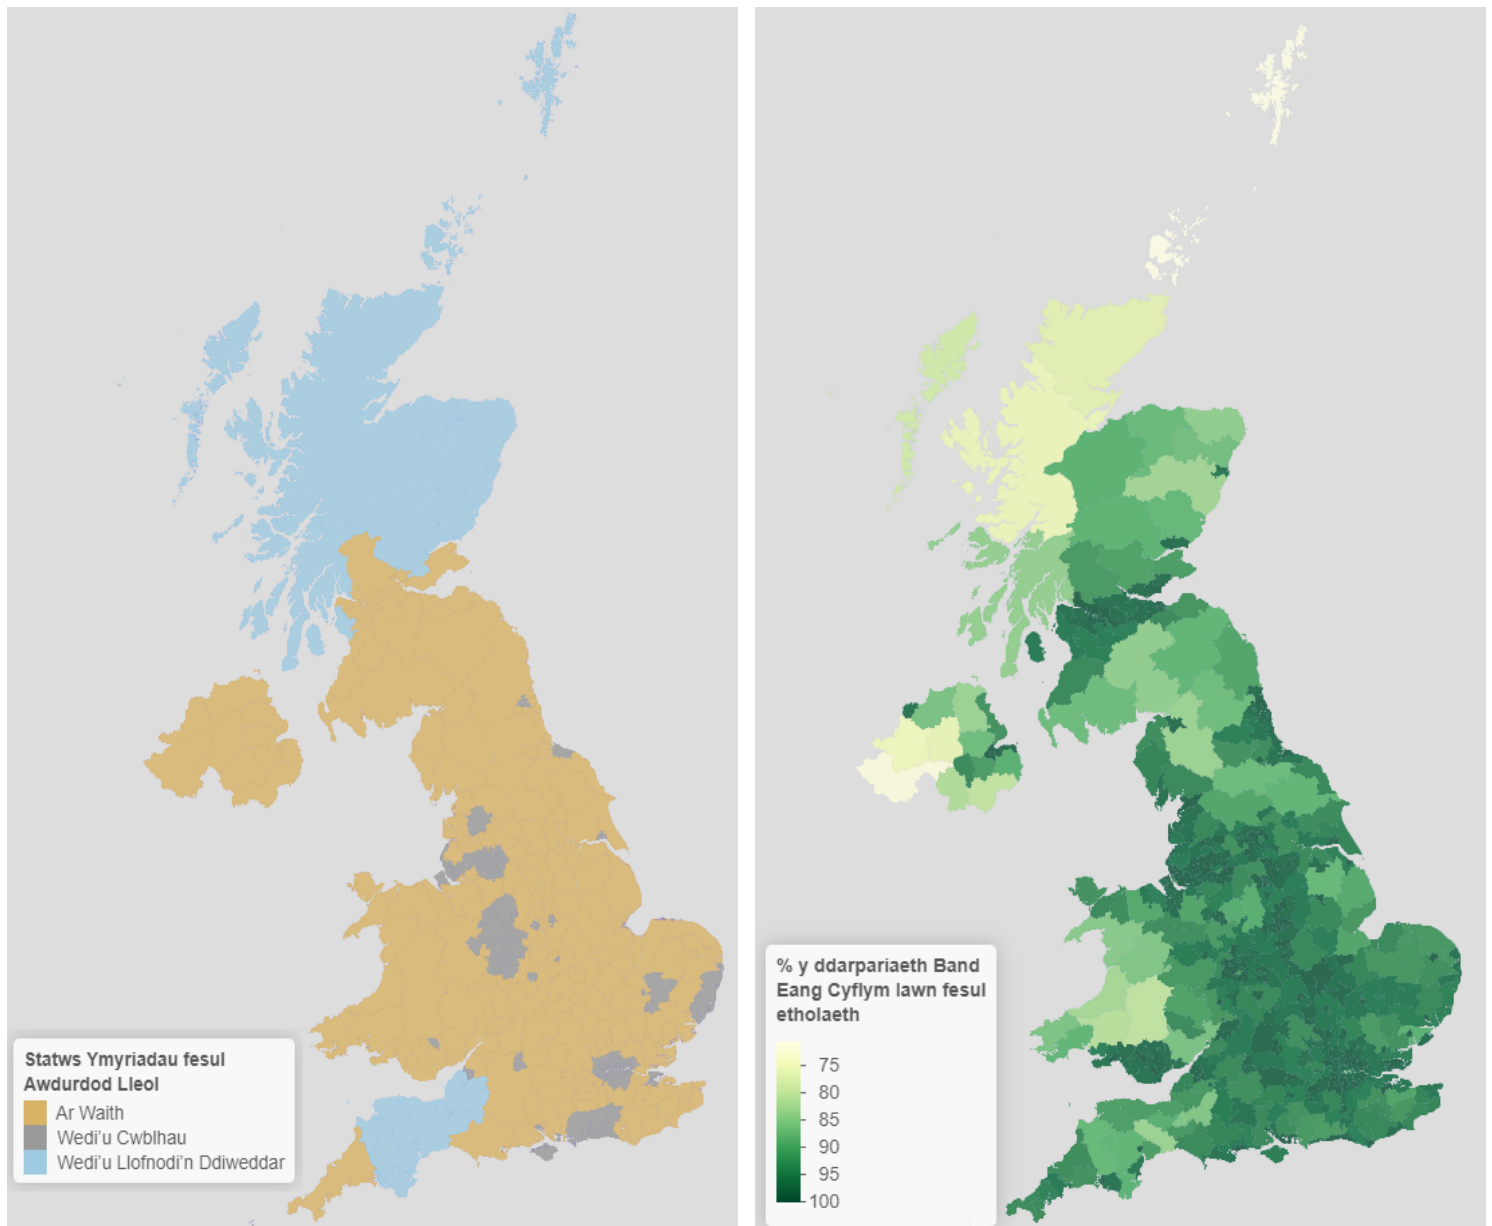 Statws Ymyriadau fesul
Awdurdod Lleol
Ar Waith
Wedi'u Cwblhau
Wedi'u Llofnodi'n Ddiweddar
% y ddarpariaeth Band
Eang Cyflym Iawn fesul
etholaeth
75
80
85
90
95
100